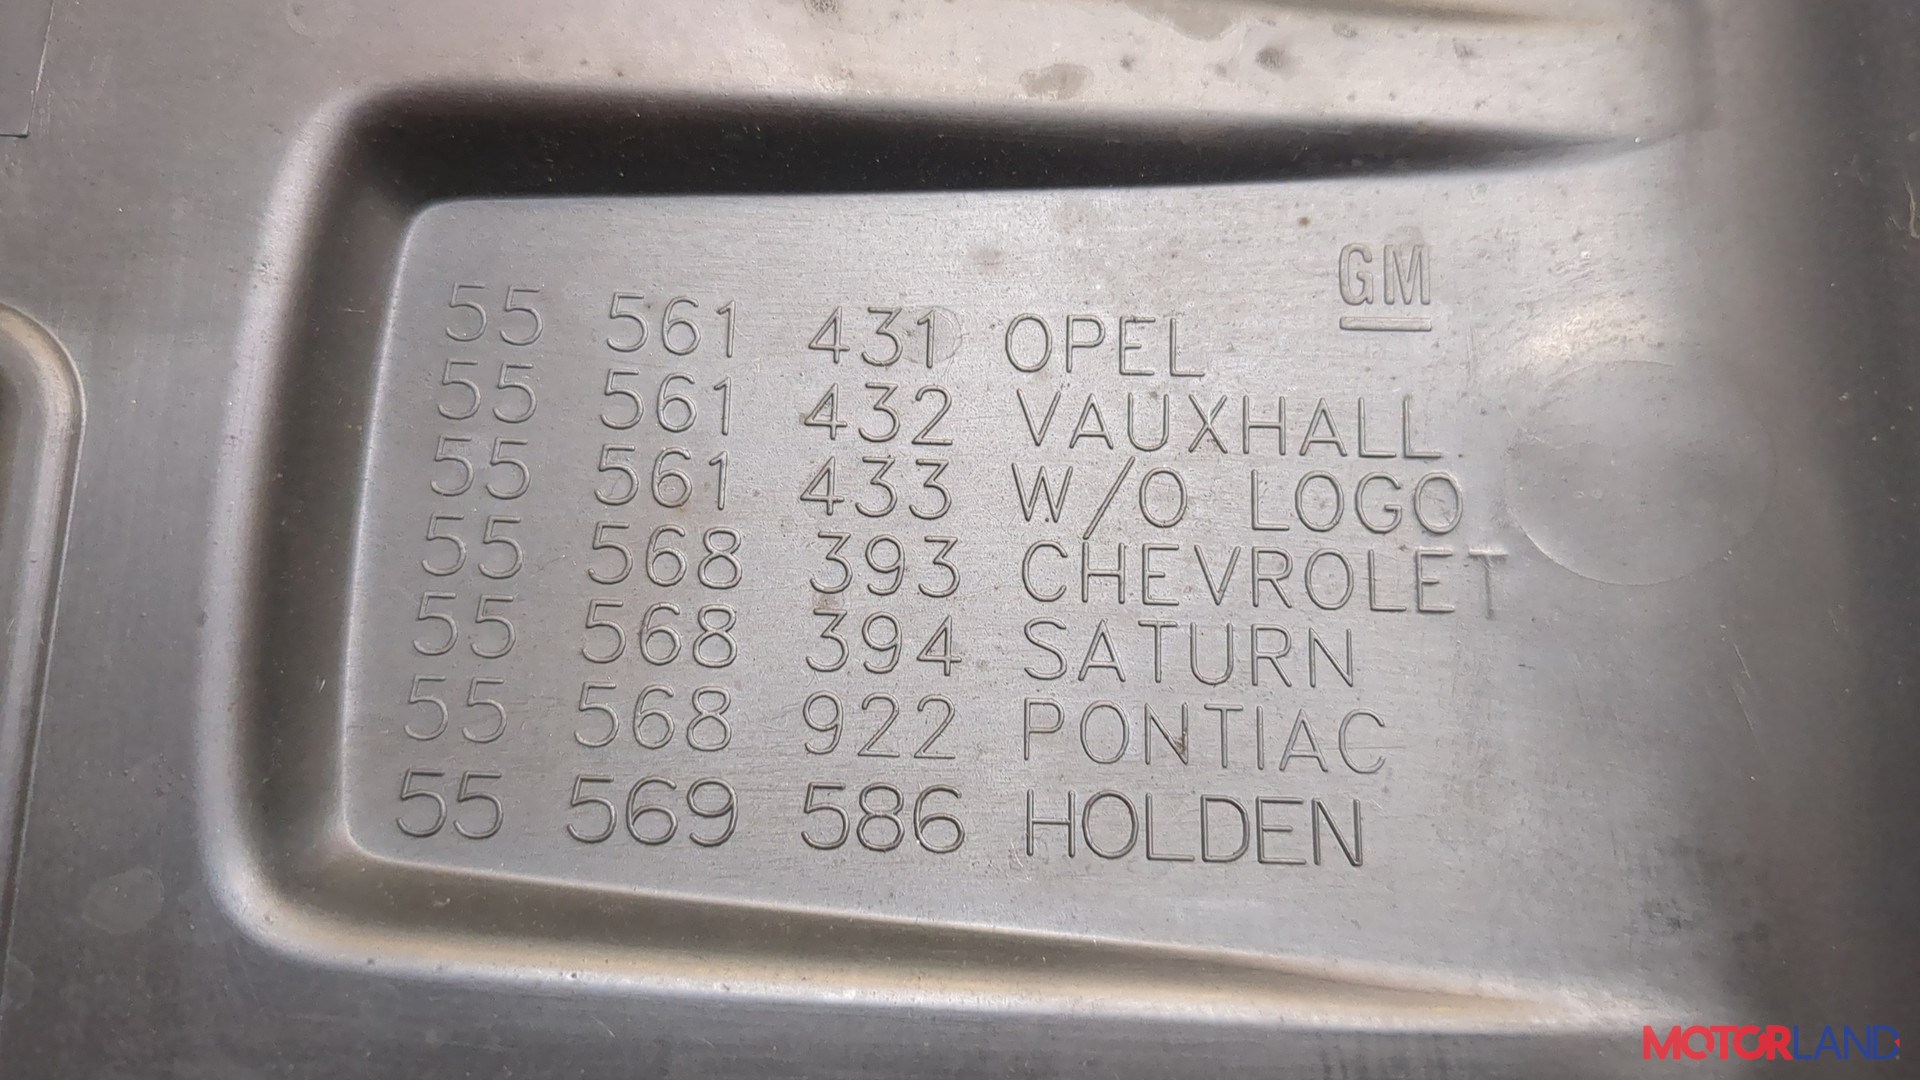 GM
55 561 431 OPEL
55 561 432 VAUXHALL
55 561 433 W/O LOGO
55 568 393 CHEVROLET
55 568 394 SATURN
55 568 922 PONTIAC
55 569 586 HOLDEN
MOTORLAND